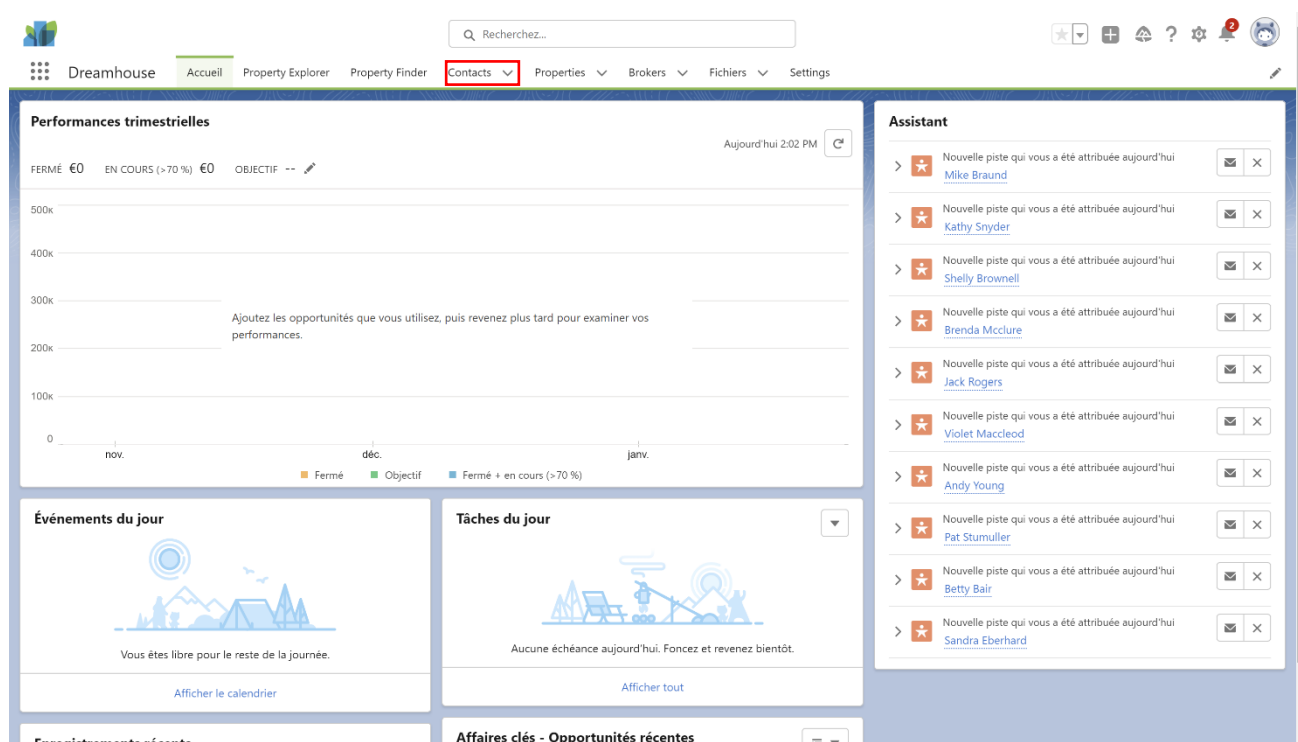 Recherchez...
2
Dreamhouse Accueil Property Explorer Property Finder Contacts Properties Brokers Fichiers Settings
Performances trimestrielles
Aujourd'hui 2:02 PM
FERMÉ €0 EN COURS (>70 %) €0 OBJECTIF --
500K
400K
300K
200K
100K
0
Ajoutez les opportunités que vous utilisez, puis revenez plus tard pour examiner vos
performances.
nov. déc. janv.
Fermé Objectif Fermé + en cours (>70 %)
Événements du jour
Vous êtes libre pour le reste de la journée.
Afficher le calendrier
Tâches du jour
Aucune échéance aujourd'hui. Foncez et revenez bientôt.
Afficher tout
Enregistrements récents
Affaires clés - Opportunités récentes
Assistant
Nouvelle piste qui vous a été attribuée aujourd'hui
Mike Braund
Nouvelle piste qui vous a été attribuée aujourd'hui
Kathy Snyder
Nouvelle piste qui vous a été attribuée aujourd'hui
Shelly Brownell
Nouvelle piste qui vous a été attribuée aujourd'hui
Brenda Mcclure
Nouvelle piste qui vous a été attribuée aujourd'hui
Jack Rogers
Nouvelle piste qui vous a été attribuée aujourd'hui
Violet Maccleod
Nouvelle piste qui vous a été attribuée aujourd'hui
Andy Young
Nouvelle piste qui vous a été attribuée aujourd'hui
Pat Stumuller
Nouvelle piste qui vous a été attribuée aujourd'hui
Betty Bair
Nouvelle piste qui vous a été attribuée aujourd'hui
Sandra Eberhard